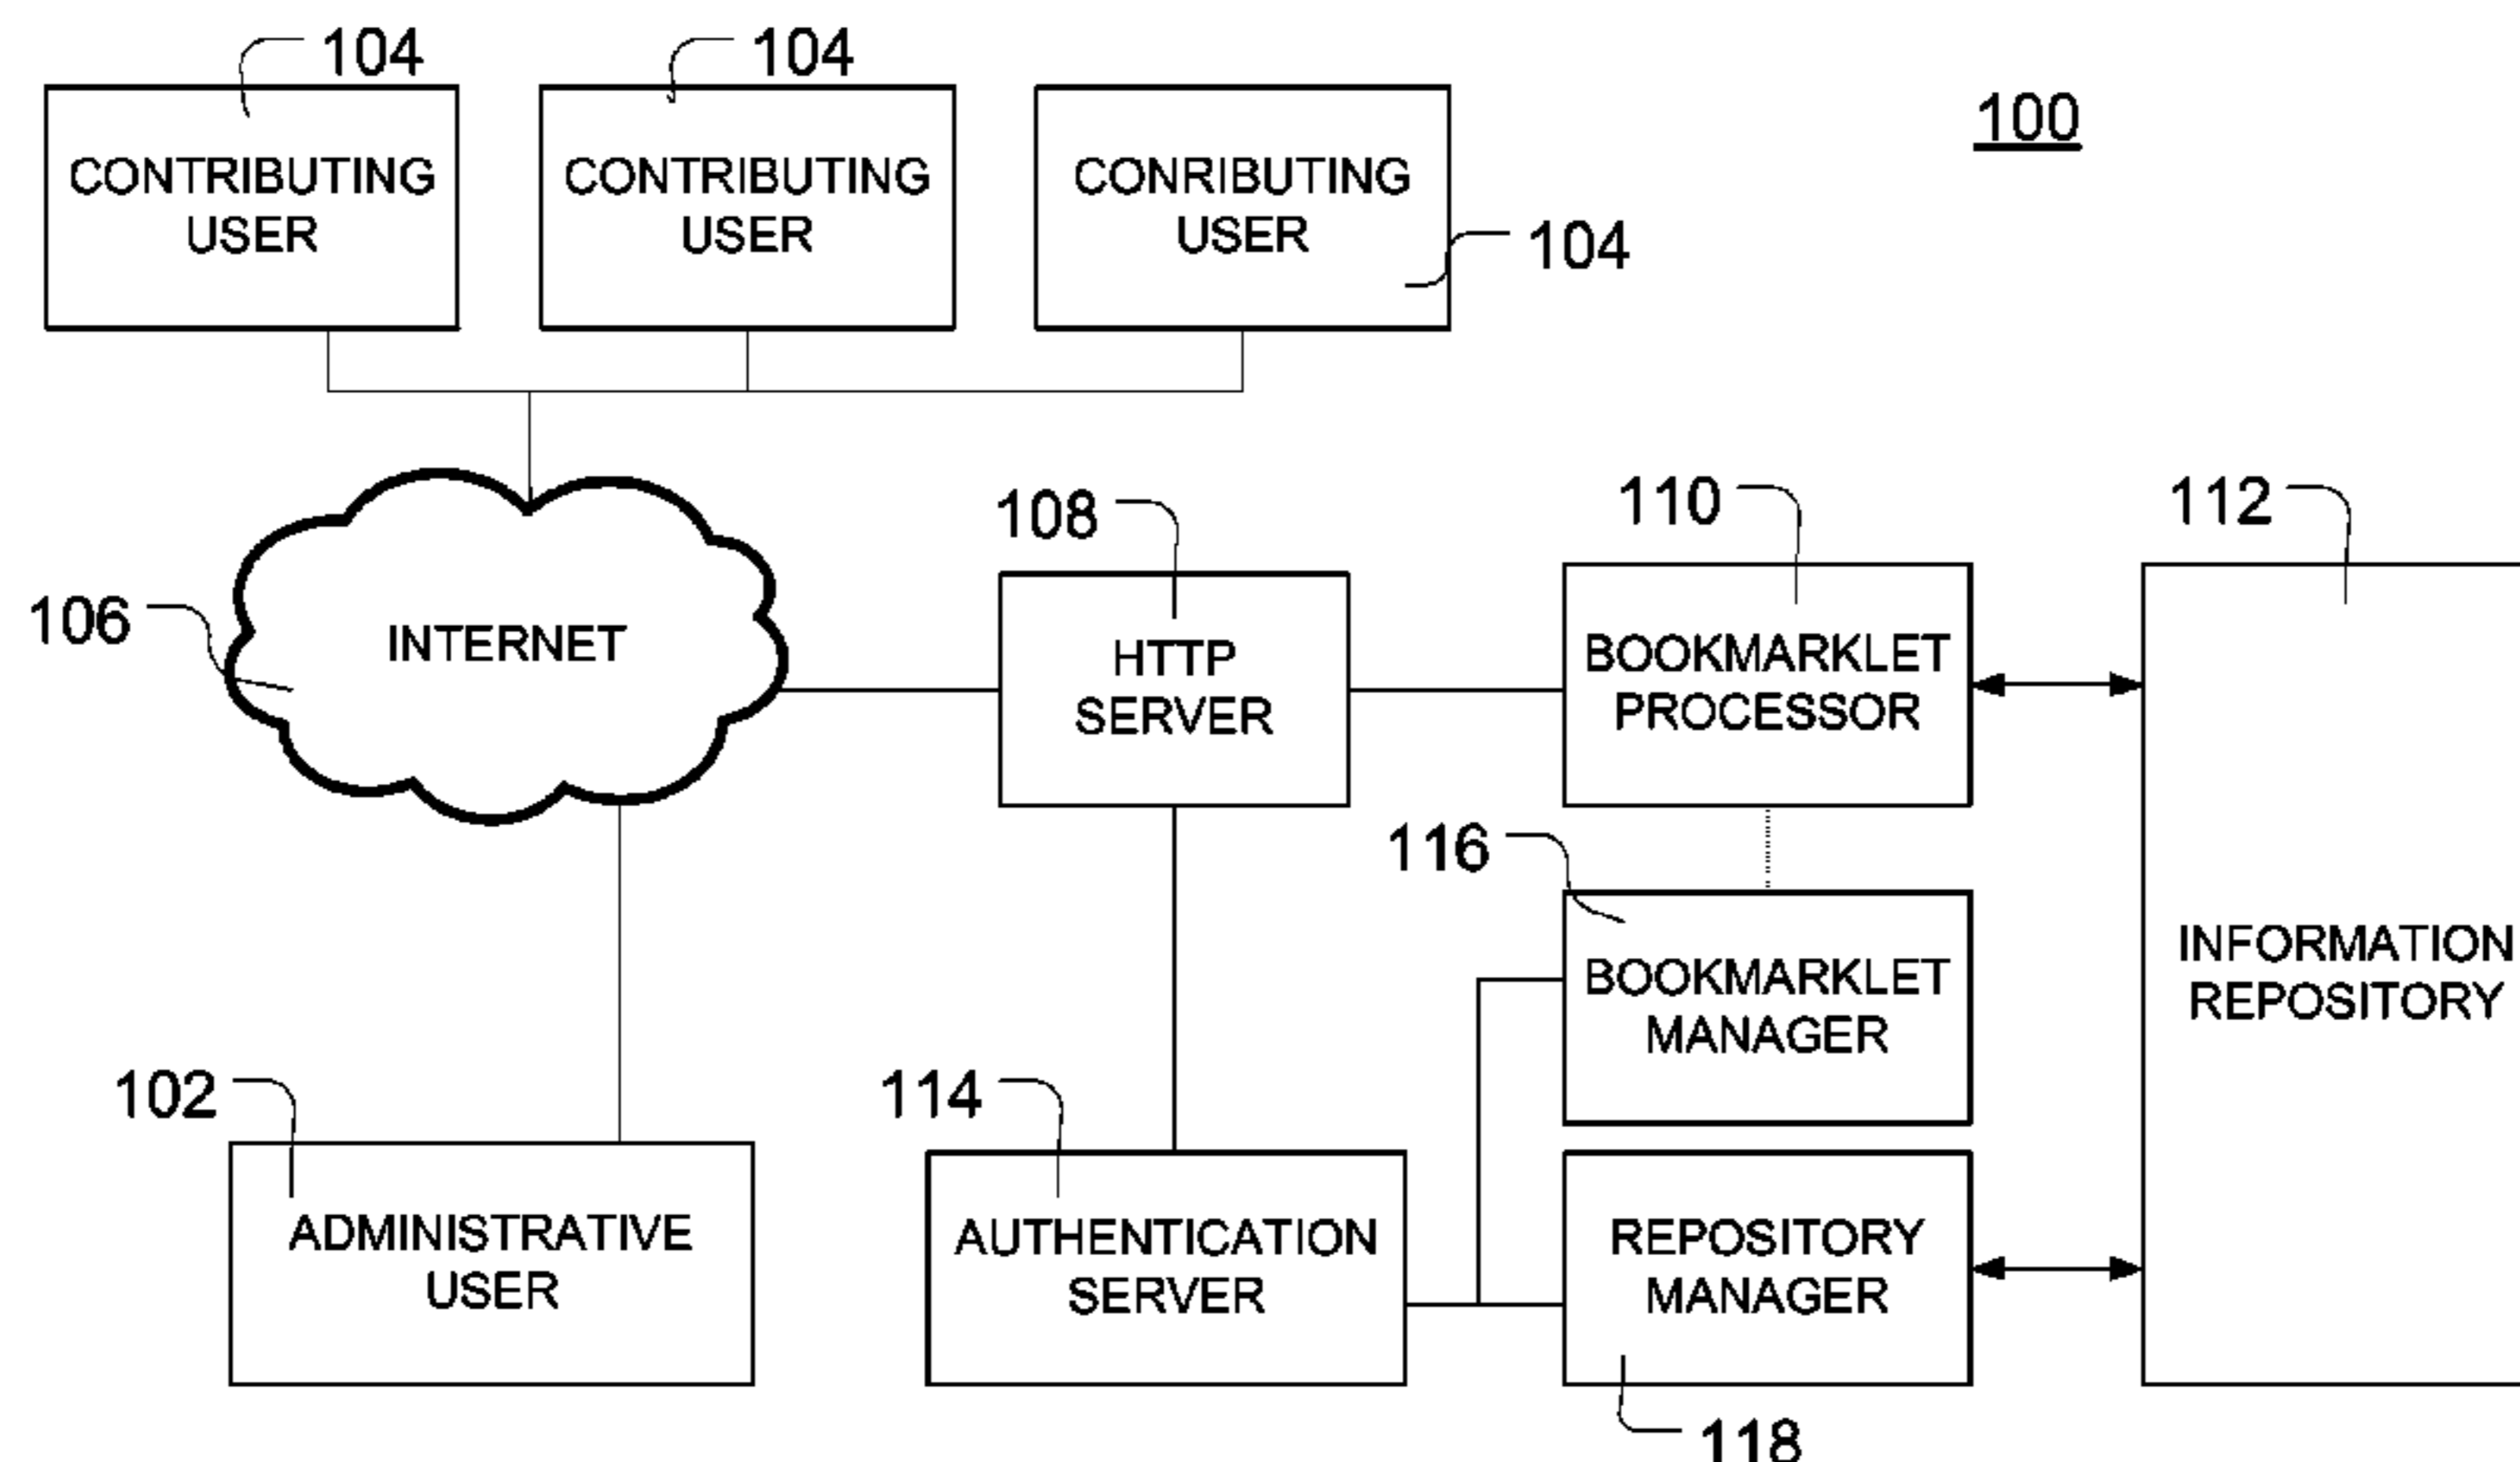 104
104
100
CONTRIBUTING
USER
CONTRIBUTING
USER
CONRIBUTING
USER
104
108
110
112
106
INTERNET
HTTP
SERVER
BOOKMARKLET
PROCESSOR
116
BOOKMARKLET
MANAGER
INFORMATION
REPOSITORY
102
114
ADMINISTRATIVE
USER
AUTHENTICATION
SERVER
REPOSITORY
MANAGER
118